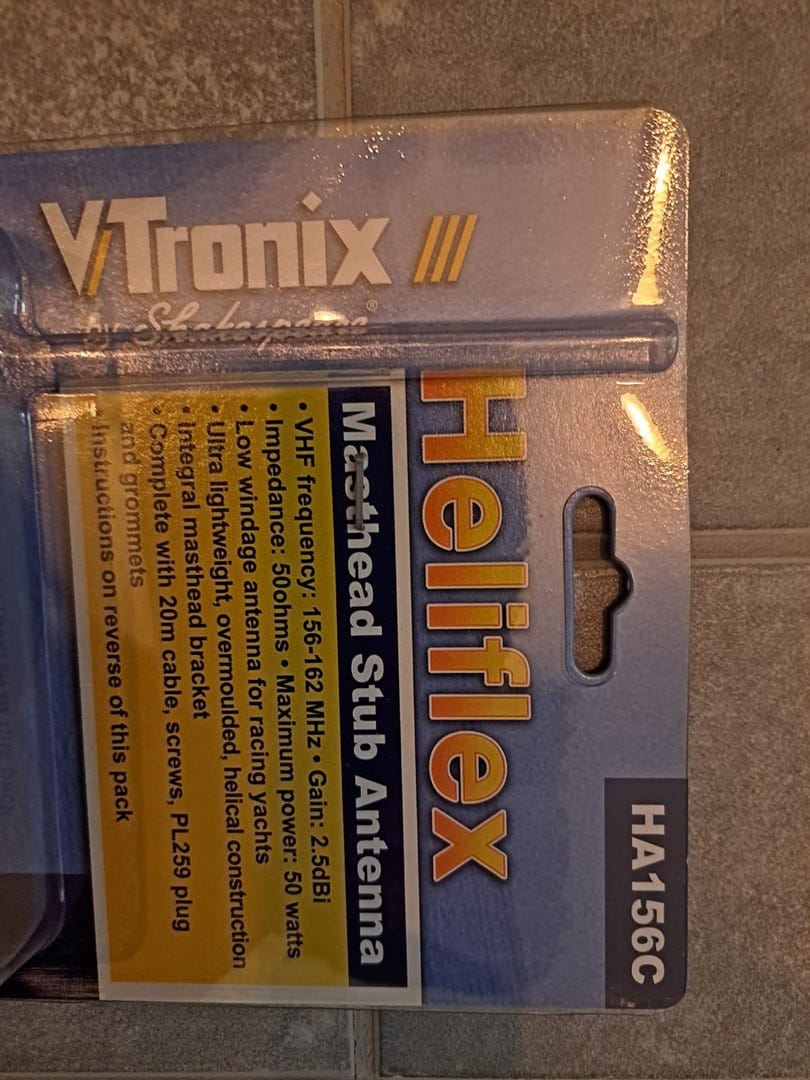 VTronix
by Shakespeare®
HA156C
Heliflex
Masthead Stub Antenna
• VHF frequency: 156-162 MHz • Gain: 2.5dBi
• Impedance: 50ohms • Maximum power: 50 watts
• Low windage antenna for racing yachts
• Ultra lightweight, overmoulded, helical construction
• Integral masthead bracket
• Complete with 20m cable, screws, PL259 plug
and grommets
• Instructions on reverse of this pack